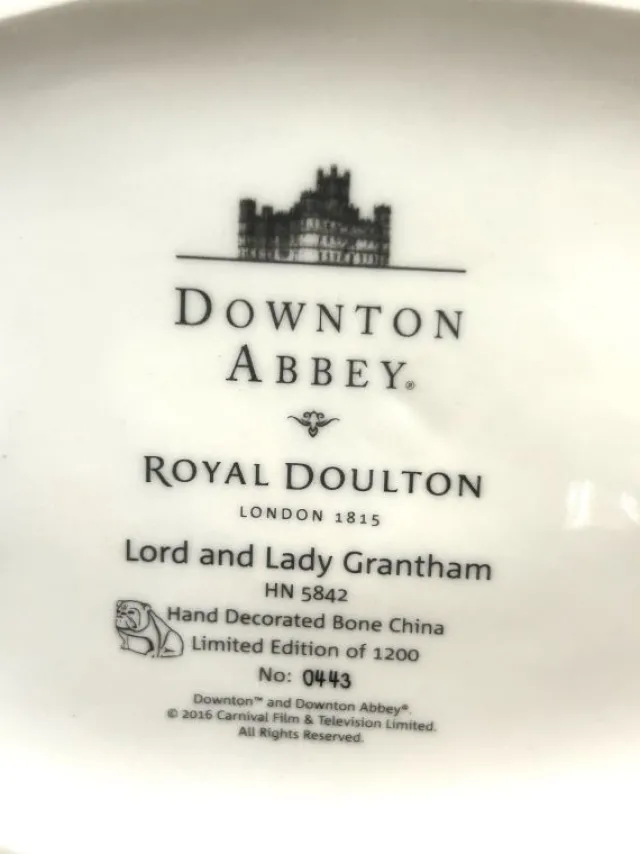 DOWNTON
ABBEY®
ROYAL DOULTON
LONDON 1815
Lord and Lady Grantham
HN 5842
Hand Decorated Bone China
Limited Edition of 1200
No: 0443
Downton™ and Downton Abbey®.
© 2016 Carnival Film & Television Limited.
All Rights Reserved.